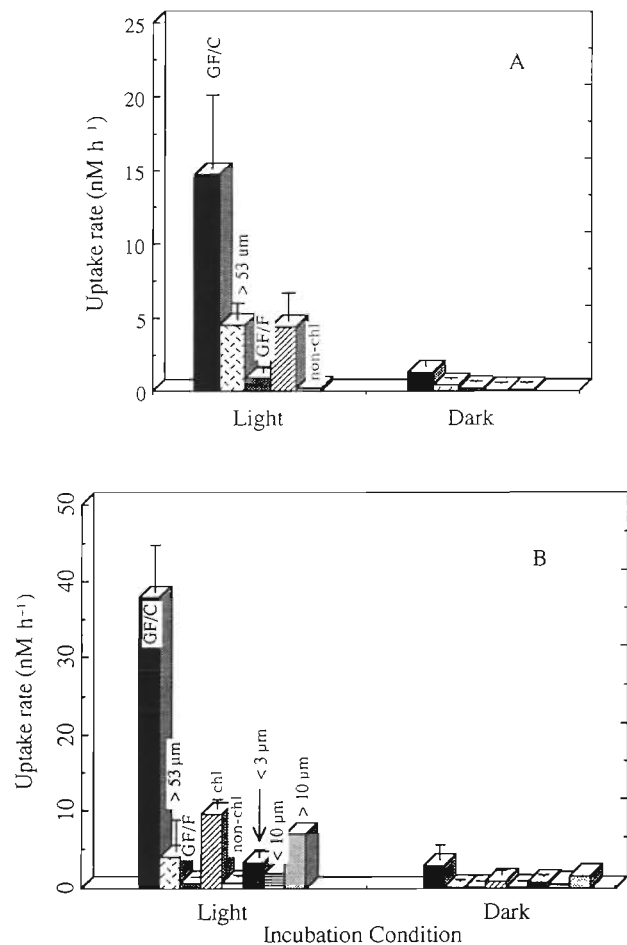 A
25
20
15
10
5
0
Uptake rate (nM h⁻¹)
GF/C
> 53 um
GF/F
non-chl
Light
Dark
B
50
40
30
20
10
0
Uptake rate (nM h⁻¹)
GF/C
> 53 µm
GF/F
chl
non-chl
< 3 µm
< 10 µm
> 10 µm
Light
Dark
Incubation Condition